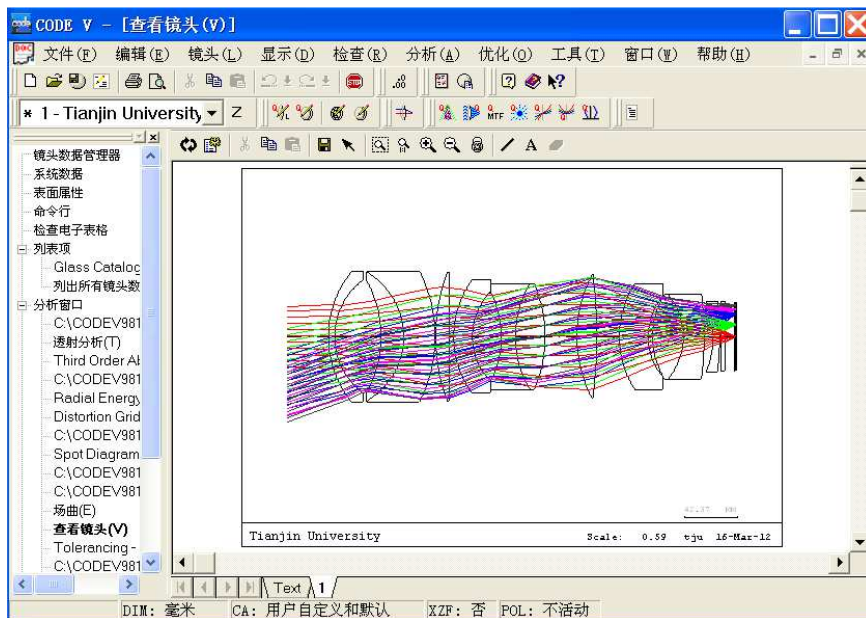 CODE V - [查看镜头(V)]
文件(F) 编辑(E) 镜头(L) 显示(D) 检查(R) 分析(A) 优化(O) 工具(T) 窗口(W) 帮助(H)
* 1 - Tianjin University Z
MTF
镜头数据管理器
系统数据
表面属性
命令行
检查电子表格
列表项
Glass Catalog
列出所有镜头数
分析窗口
C:\CODEV981
透射分析(T)
Third Order Ab
C:\CODEV981
Radial Energy
Distortion Grid
C:\CODEV981
Spot Diagram
C:\CODEV981
C:\CODEV981
场曲(E)
查看镜头(V)
Tolerancing -
C:\CODEV981
A
42.37 MM
Tianjin University Scale: 0.59 tju 16-Mar-12
Text 1
DIM: 毫米 CA: 用户自定义和默认 XZF: 否 POL: 不活动